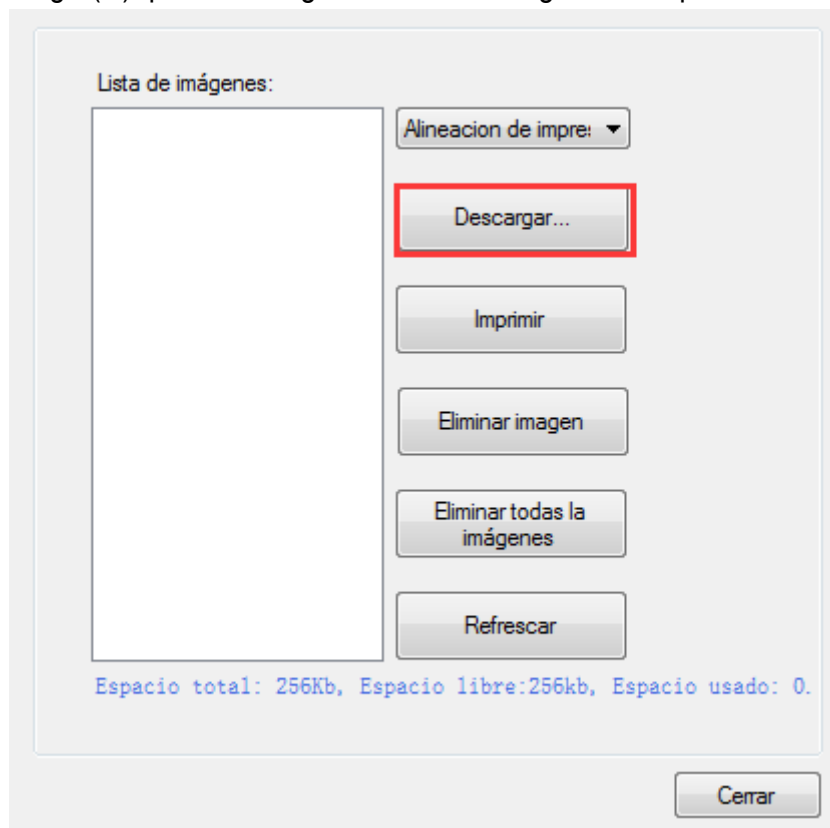 Lista de imágenes:
Alineacion de impre
Descargar...
Imprimir
Eliminar imagen
Eliminar todas la
imágenes
Refrescar
Espacio total: 256Kb, Espacio libre:256kb, Espacio usado: 0.
Cerrar